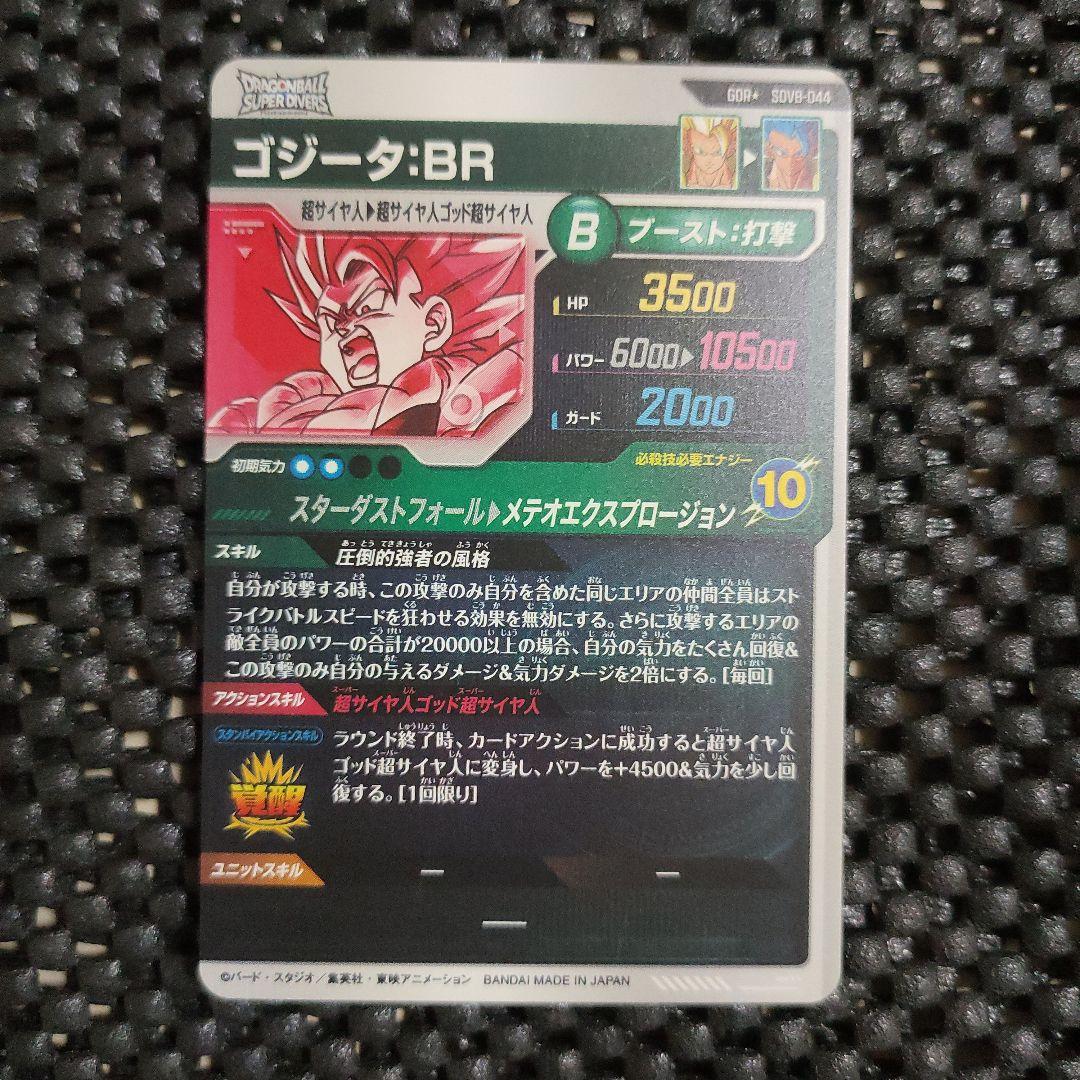 DRAGONBALL
SUPER DIVERS
GDR★ SDVB-044
ゴジータ:BR
超サイヤ人▶超サイヤ人ゴッド超サイヤ人
B ブースト:打撃
HP 3500
パワー 6000▶10500
ガード 2000
初期気力
必殺技必要エナジー
10
スターダストフォール▶メテオエクスプロージョン
スキル 圧倒的強者の風格
自分が攻撃する時、この攻撃のみ自分を含めた同じエリアの仲間全員はスト
ライクバトルスピードを狂わせる効果を無効にする。さらに攻撃するエリアの
敵全員のパワーの合計が20000以上の場合、自分の気力をたくさん回復&
この攻撃のみ自分の与えるダメージ&気力ダメージを2倍にする。[毎回]
アクションスキル 超サイヤ人ゴッド超サイヤ人
スタンバイアクションスキル
覚醒
ラウンド終了時、カードアクションに成功すると超サイヤ人
ゴッド超サイヤ人に変身し、パワーを+4500&気力を少し回
復する。[1回限り]
ユニットスキル ― ―
―
©バード・スタジオ/集英社・東映アニメーション BANDAI MADE IN JAPAN